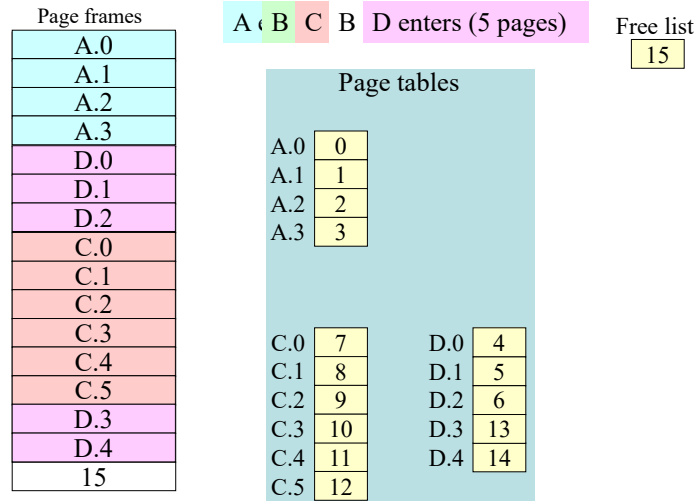 Page frames
A.0
A.1
A.2
A.3
D.0
D.1
D.2
C.0
C.1
C.2
C.3
C.4
C.5
D.3
D.4
15
A B C B D enters (5 pages)
Free list
15
Page tables
A.0 0
A.1 1
A.2 2
A.3 3
C.0 7
C.1 8
C.2 9
C.3 10
C.4 11
C.5 12
D.0 4
D.1 5
D.2 6
D.3 13
D.4 14